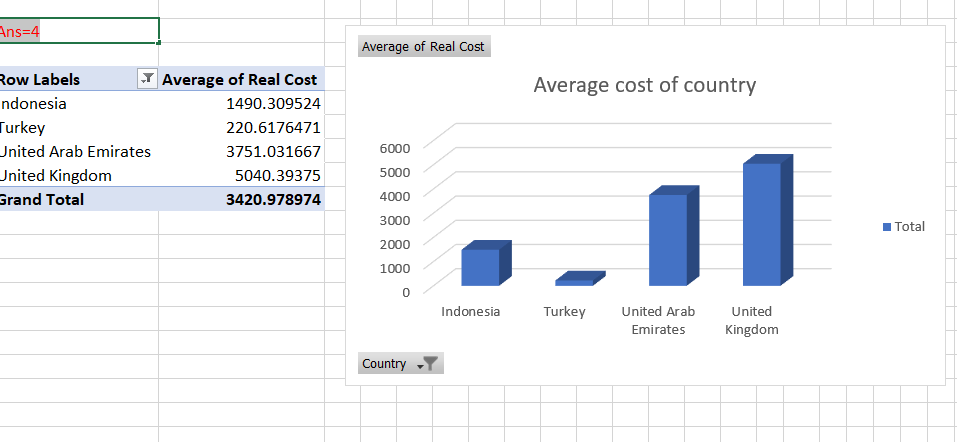 Ans=4
Row Labels Average of Real Cost
Indonesia 1490.309524
Turkey 220.6176471
United Arab Emirates 3751.031667
United Kingdom 5040.39375
Grand Total 3420.978974
Average of Real Cost
Average cost of country
6000
5000
4000
3000
2000
1000
0
Indonesia
Turkey
United Arab
Emirates
United
Kingdom
Total
Country